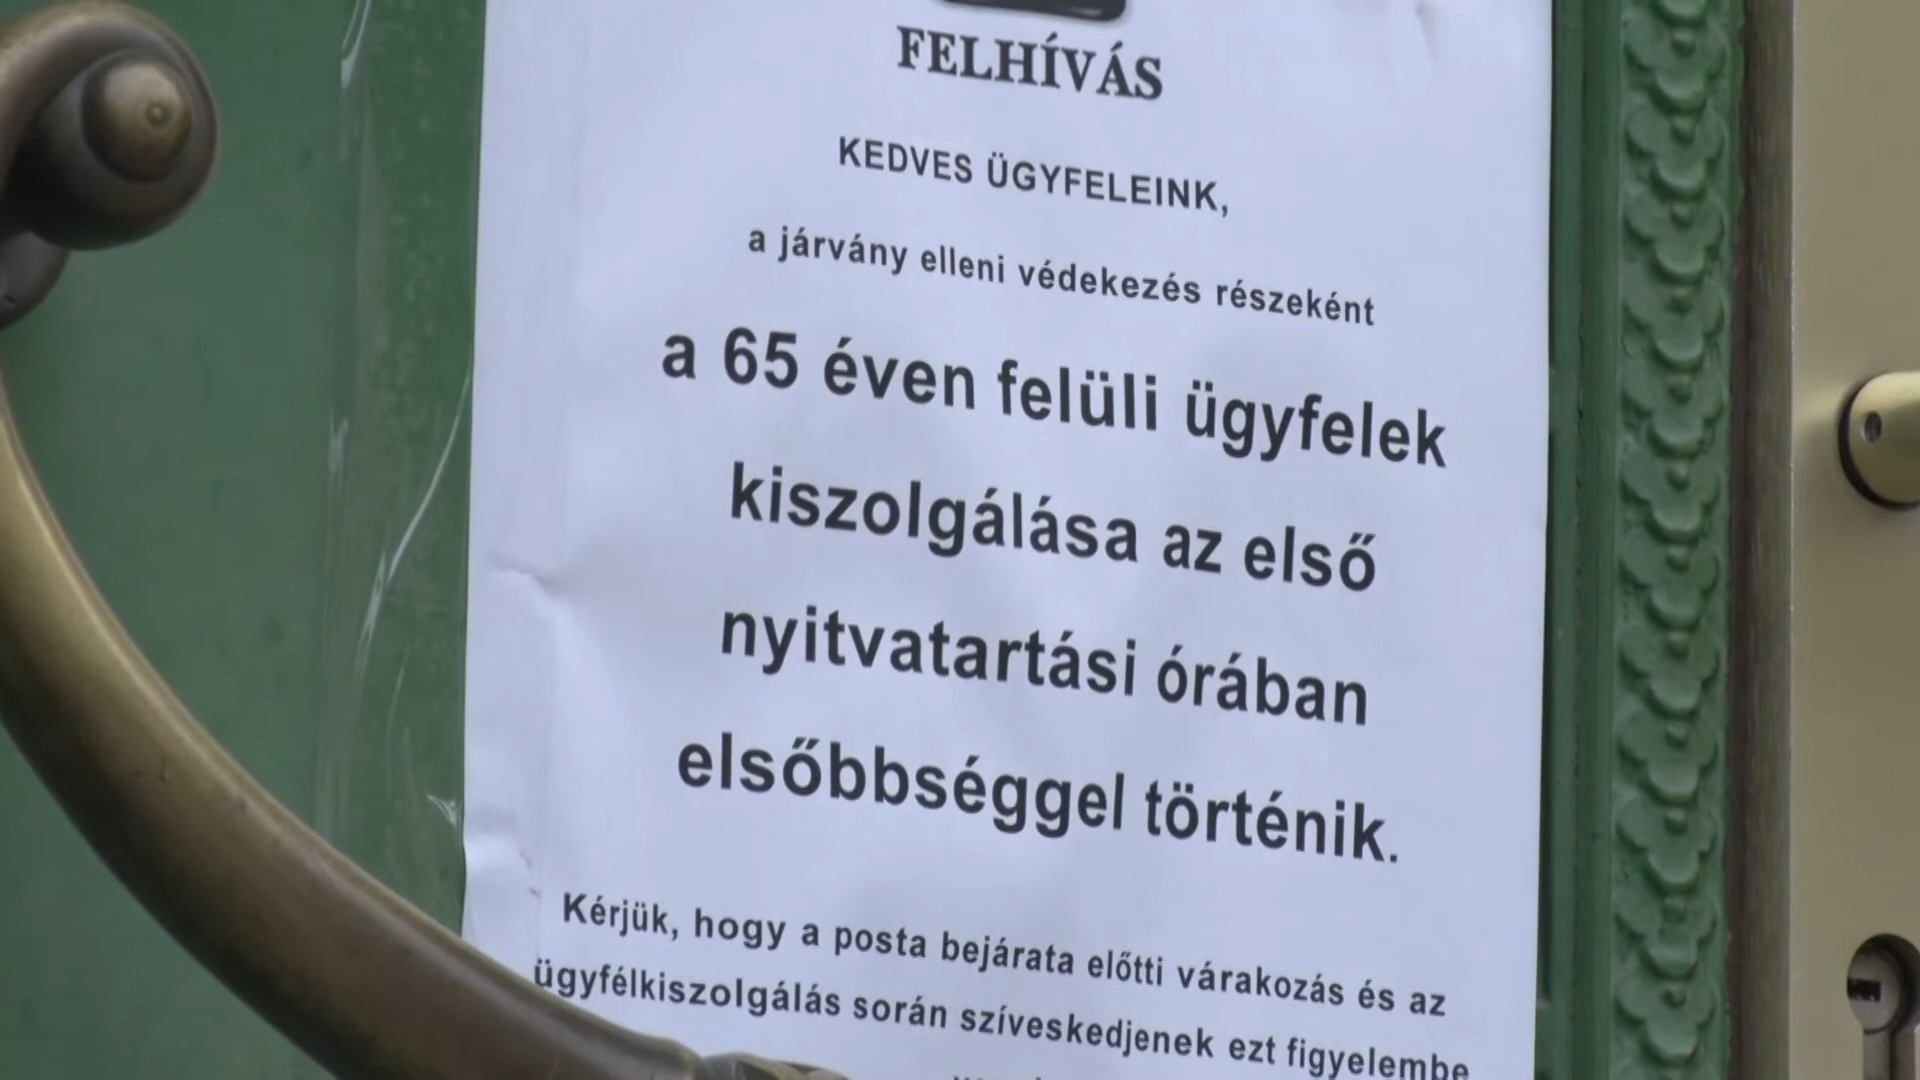 FELHÍVÁS
KEDVES ÜGYFELEINK,
a járvány elleni védekezés részeként
a 65 éven felüli ügyfelek
kiszolgálása az első
nyitvatartási órában
elsőbbséggel történik.
Kérjük, hogy a posta bejárata előtti várakozás és az
ügyfélkiszolgálás során szíveskedjenek ezt figyelembe